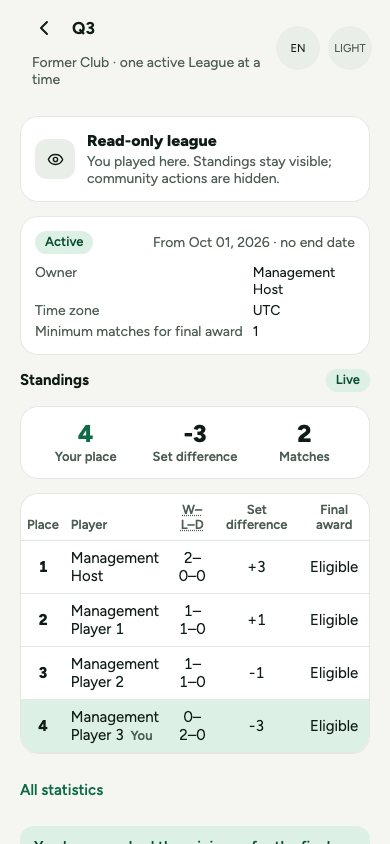 Q3
Former Club · one active League at a
time
EN
LIGHT
Read-only league
You played here. Standings stay visible;
community actions are hidden.
Active
From Oct 01, 2026 · no end date
Owner
Management
Host
Time zone
UTC
Minimum matches for final award
1
Standings
Live
4
-3
2
Your place
Set difference
Matches
Place
Player
W–
L–D
Set
difference
Final
award
1
Management
Host
2–
0–0
+3
Eligible
2
Management
Player 1
1–
1–0
+1
Eligible
3
Management
Player 2
1–
1–0
-1
Eligible
4
Management
Player 3 You
0–
2–0
-3
Eligible
All statistics